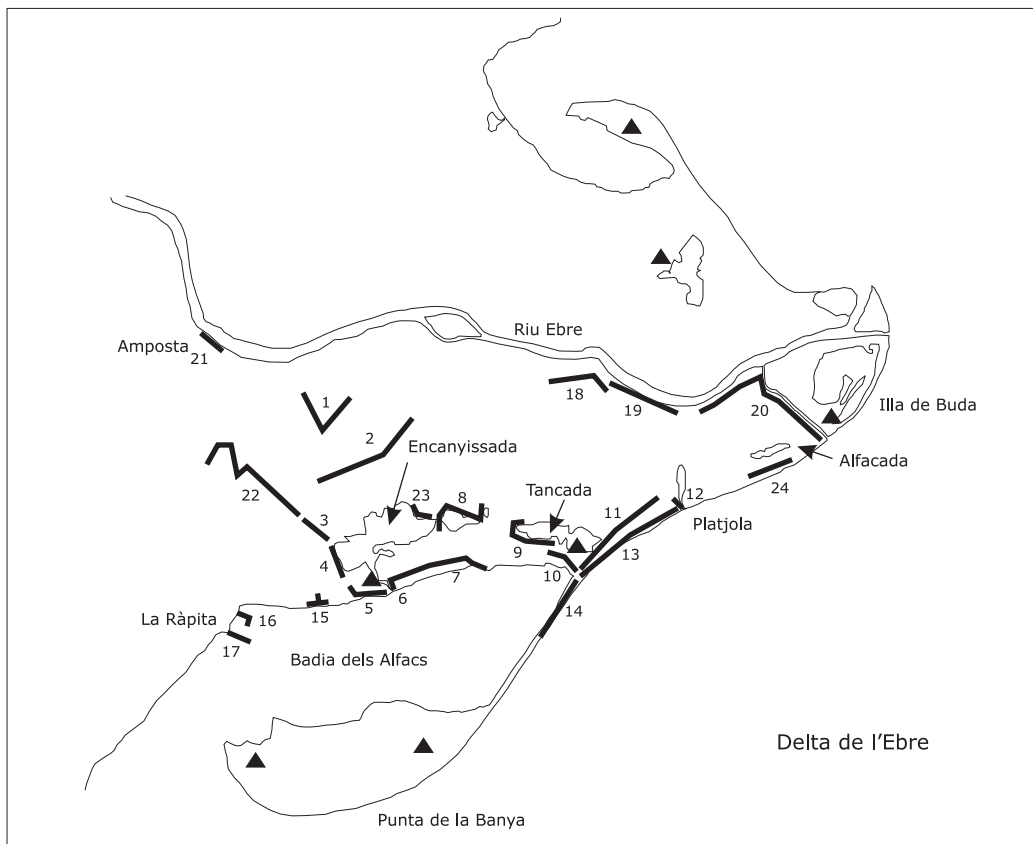 Riu Ebre
Amposta
21
18
19
20
Illa de Buda
1
2
Encanyissada
Alfacada
22
23
8
Tancada
24
3
11
12
Platjola
4
9
13
10
7
5
6
14
La Ràpita
16
15
17
Badia dels Alfacs
Delta de l'Ebre
Punta de la Banya